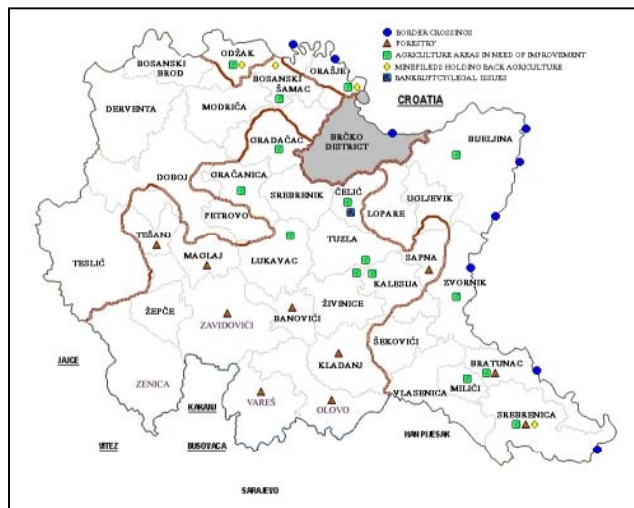 BORDER CROSSINGS
FORESTRY
AGRICULTURE AREAS IN NEED OF IMPROVEMENT
MINEFILEDS HOLDING BACK AGRICULTURE
BANKRUPTCY/LEGAL ISSUES
CROATIA
BOSANSKI
BROD
ODŽAK
BOSANSKI
ŠAMAC
ORAŠJE
DERVENTA
MODRIČA
BRČKO
DISTRICT
BIJELJINA
GRADAČAC
DOBOJ
GRAČANICA
SREBRENIK
ČELIĆ
UGLJEVIK
PETROVO
LOPARE
TEŠANJ
TUZLA
TESLIĆ
MAGLAJ
LUKAVAC
SAPNA
KALESIJA
ZVORNIK
ŽEPČE
ZAVIDOVIĆI
BANOVIĆI
ŽIVINICE
ŠEKOVIĆI
JAJCE
KLADANJ
BRATUNAC
MILIĆI
ZENICA
VAREŠ
OLOVO
VLASENICA
KAKANJ
SREBRENICA
VITEZ
BUSOVACA
HAN PIJESAK
SARAJEVO